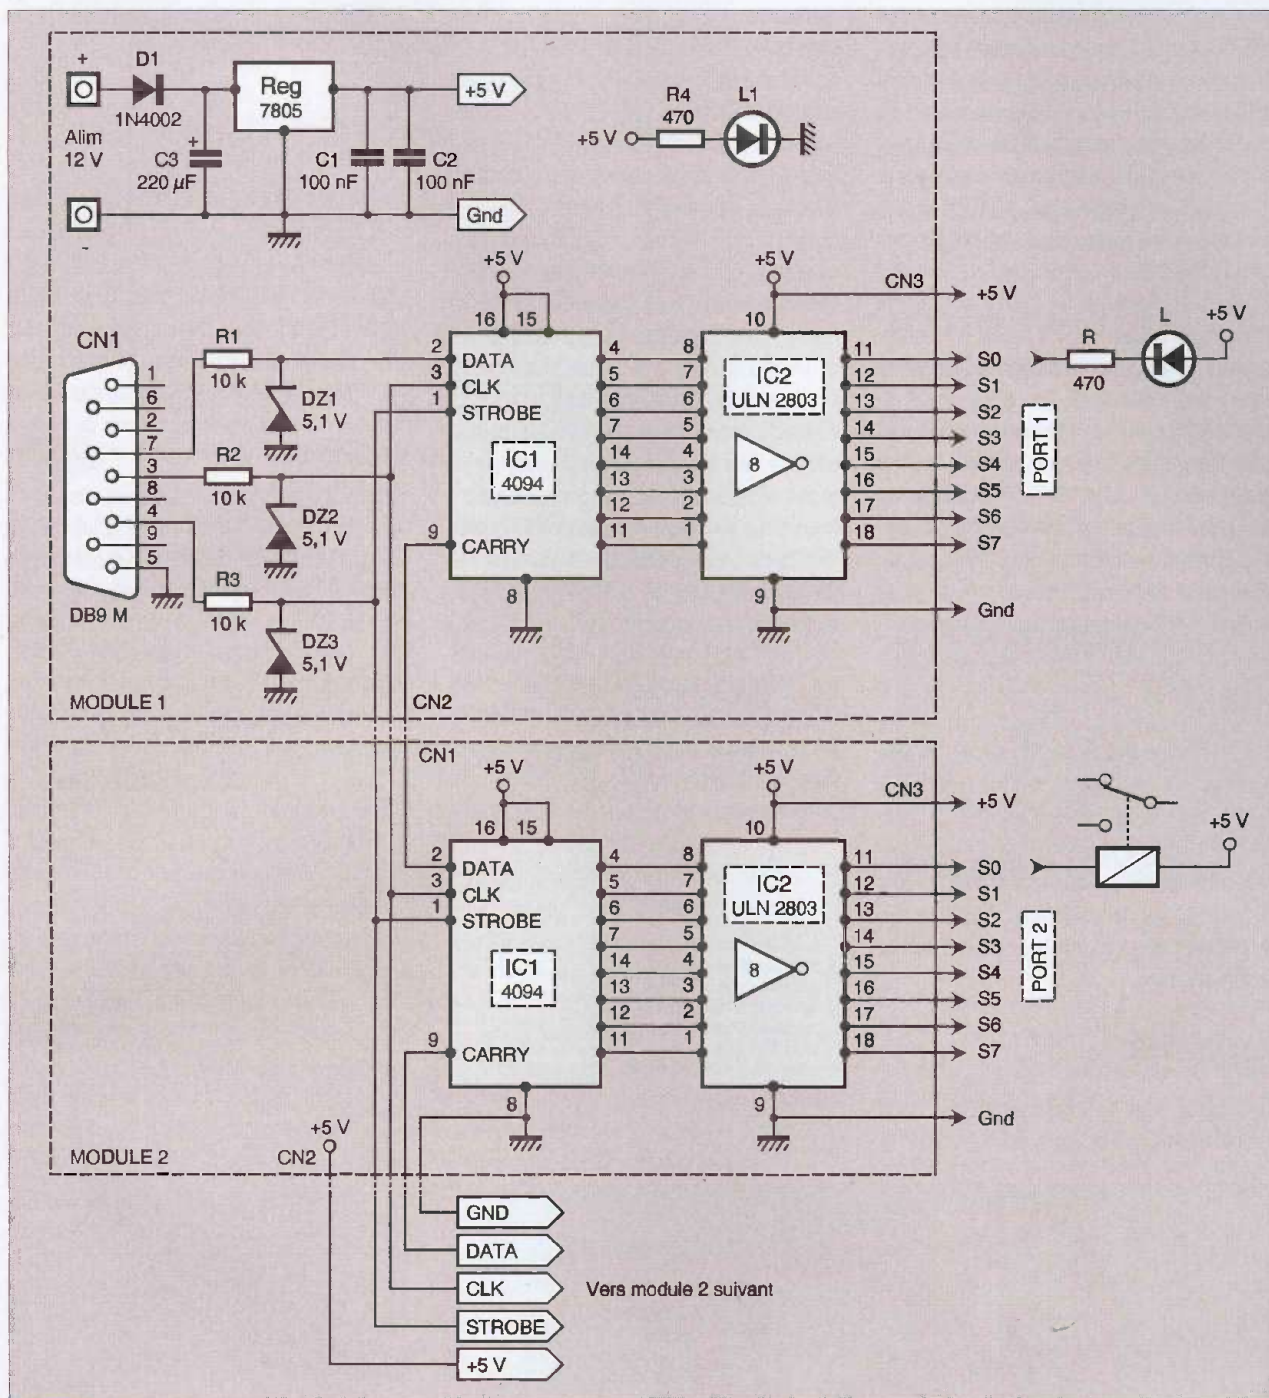 +
D1
1N4002
Reg
7805
+5 V
Alim
12 V
+
C3
220 µF
C1
100 nF
C2
100 nF
Gnd
-
R4
470
L1
+5 V
+5 V
+5 V
CN3
+5 V
16
15
10
CN1
1
6
2
7
3
8
4
9
5
DB9 M
R1
10 k
DZ1
5,1 V
R2
10 k
DZ2
5,1 V
R3
10 k
DZ3
5,1 V
2
DATA
3
CLK
1
STROBE
IC1
4094
9
CARRY
8
4
5
6
7
14
13
12
11
8
7
6
5
4
3
2
1
IC2
ULN 2803
8
9
11
12
13
14
15
16
17
18
S0
S1
S2
S3
S4
S5
S6
S7
Gnd
PORT 1
R
470
L
+5 V
MODULE 1
CN2
CN1
+5 V
+5 V
CN3
+5 V
16
15
10
2
DATA
3
CLK
1
STROBE
IC1
4094
9
CARRY
8
4
5
6
7
14
13
12
11
8
7
6
5
4
3
2
1
IC2
ULN 2803
8
9
11
12
13
14
15
16
17
18
S0
S1
S2
S3
S4
S5
S6
S7
Gnd
PORT 2
+5 V
MODULE 2
CN2
+5 V
GND
DATA
CLK
Vers module 2 suivant
STROBE
+5 V